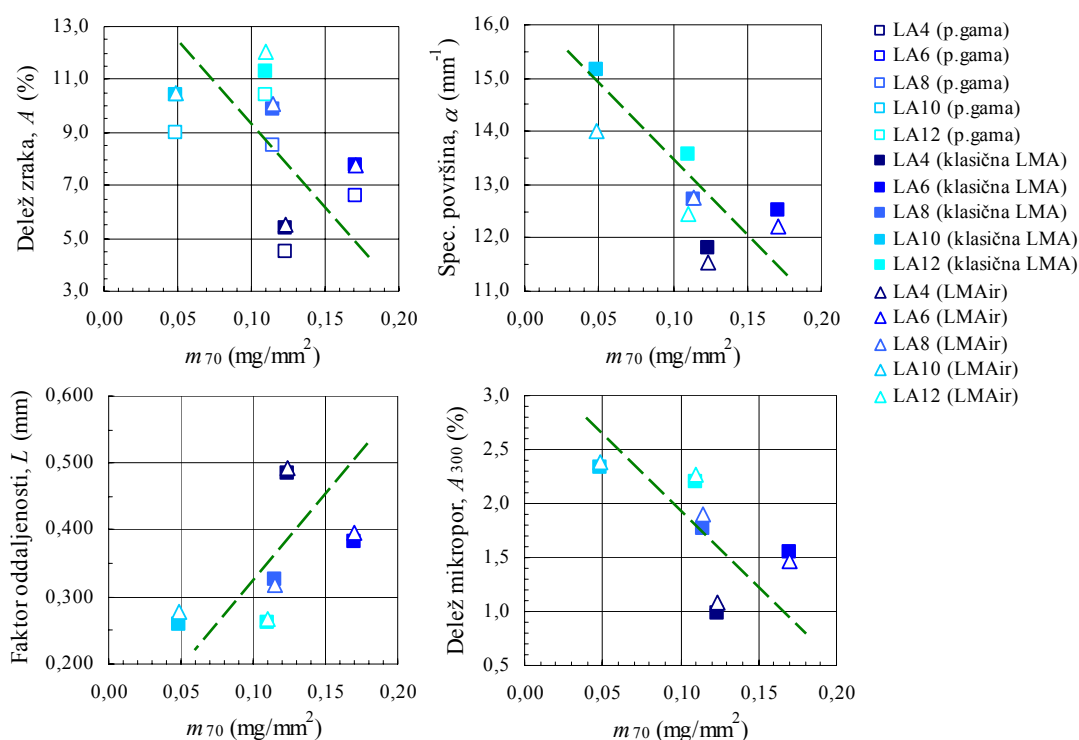 13,0
11,0
9,0
7,0
5,0
3,0
Delež zraka, A (%)
0,00 0,05 0,10 0,15 0,20
m 70 (mg/mm²)
16,0
15,0
14,0
13,0
12,0
11,0
Spec. površina, α (mm⁻¹)
0,00 0,05 0,10 0,15 0,20
m 70 (mg/mm²)
LA4 (p.gama)
LA6 (p.gama)
LA8 (p.gama)
LA10 (p.gama)
LA12 (p.gama)
LA4 (klasična LMA)
LA6 (klasična LMA)
LA8 (klasična LMA)
LA10 (klasična LMA)
LA12 (klasična LMA)
LA4 (LMAir)
LA6 (LMAir)
LA8 (LMAir)
LA10 (LMAir)
LA12 (LMAir)
0,600
0,500
0,400
0,300
0,200
Faktor oddaljenosti, L (mm)
0,00 0,05 0,10 0,15 0,20
m 70 (mg/mm²)
3,0
2,5
2,0
1,5
1,0
0,5
Delež mikropor, A 300 (%)
0,00 0,05 0,10 0,15 0,20
m 70 (mg/mm²)